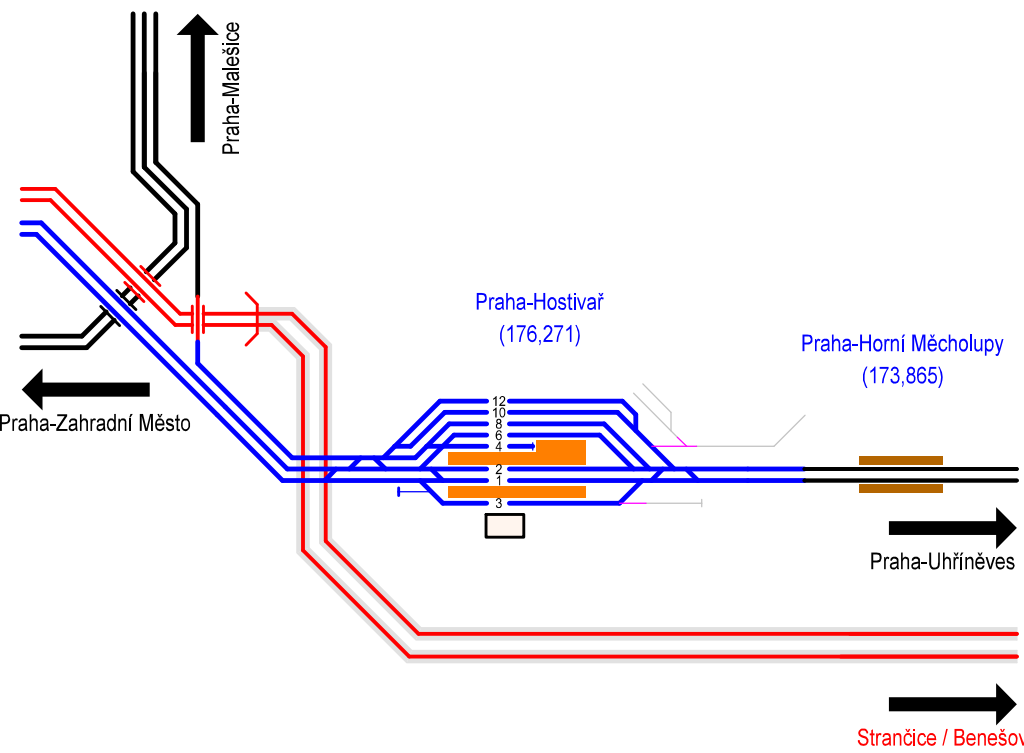 Praha-Malešice
Praha-Hostivař
(176,271)
Praha-Horní Měcholupy
(173,865)
Praha-Zahradní Město
12
10
8
6
4
2
1
3
Praha-Uhříněves
Strančice / Benešov